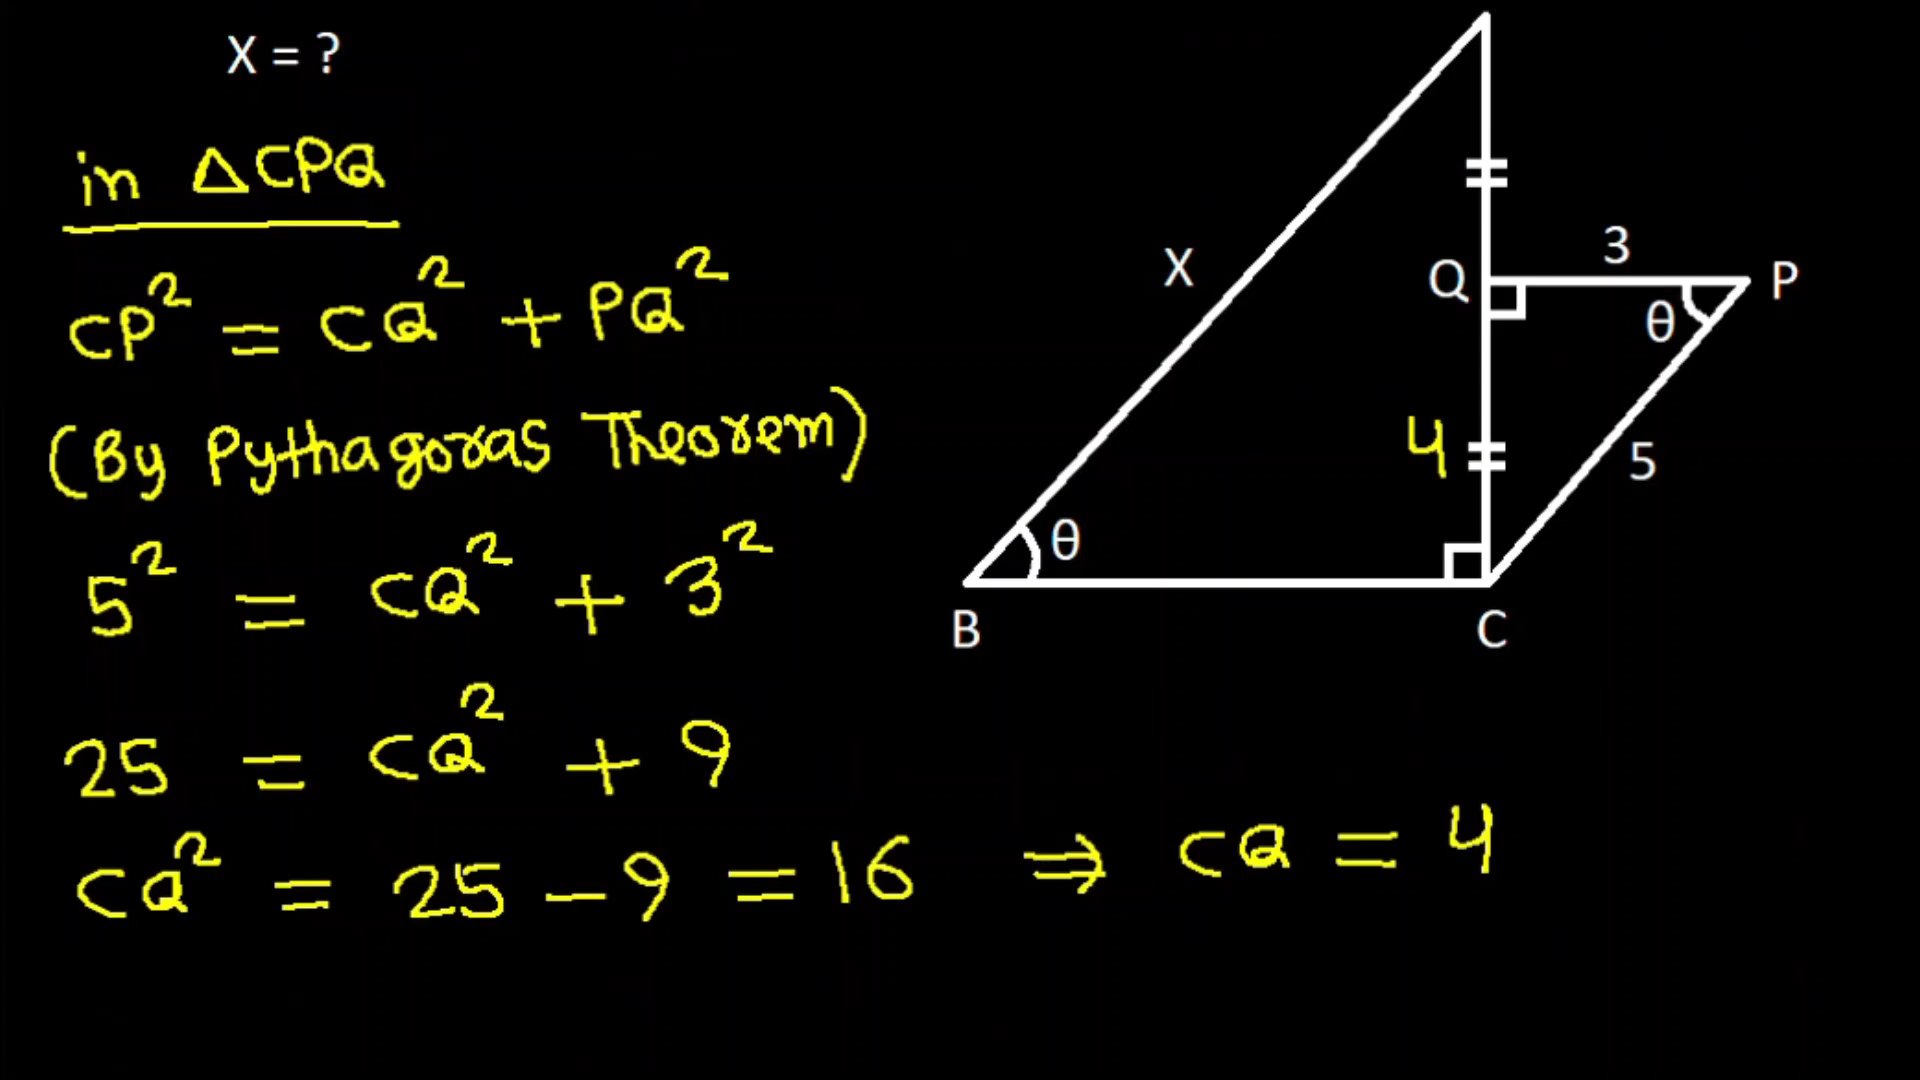 X = ?
in △CPQ
CP² = CQ² + PQ²
(By Pythagoras Theorem)
5² = CQ² + 3²
25 = CQ² + 9
CQ² = 25 - 9 = 16 ⇒ CQ = 4
X
Q
3
P
θ
4
5
θ
B
C